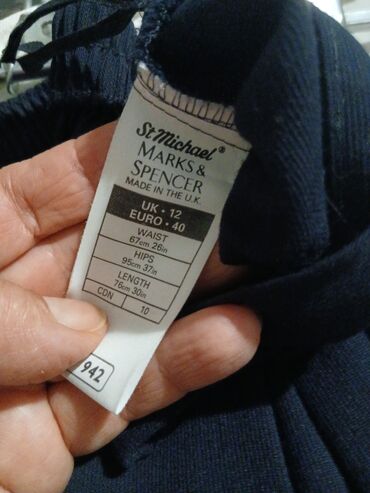 St Michael®
MARKS &
SPENCER
MADE IN THE U.K.
UK • 12
EURO • 40
WAIST
67cm 26in
HIPS
95cm 37in
LENGTH
76cm 30in
CDN 10
942